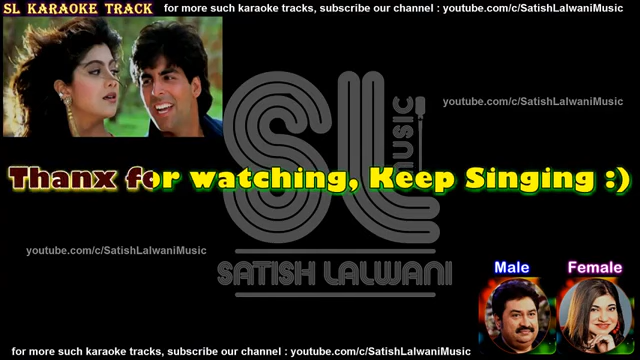 SL KARAOKE TRACK
for more such karaoke tracks, subscribe our channel : youtube.com/c/SatishLalwaniMusic
youtube.com/c/SatishLalwaniMusic
SL MUSIC
Thanx for watching, Keep Singing :)
youtube.com/c/SatishLalwaniMusic
SATISH LALWANI
Male
Female
for more such karaoke tracks, subscribe our channel : youtube.com/c/SatishLalwaniMusic